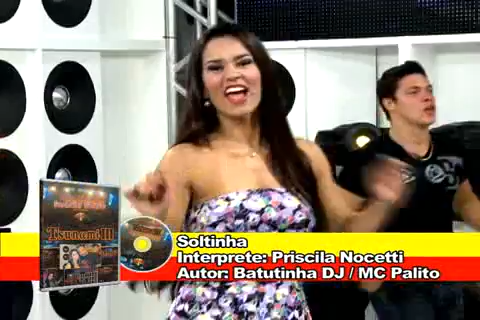 Tsunami III
Soltinha
Interprete: Priscila Nocetti
Autor: Batutinha DJ / MC Palito